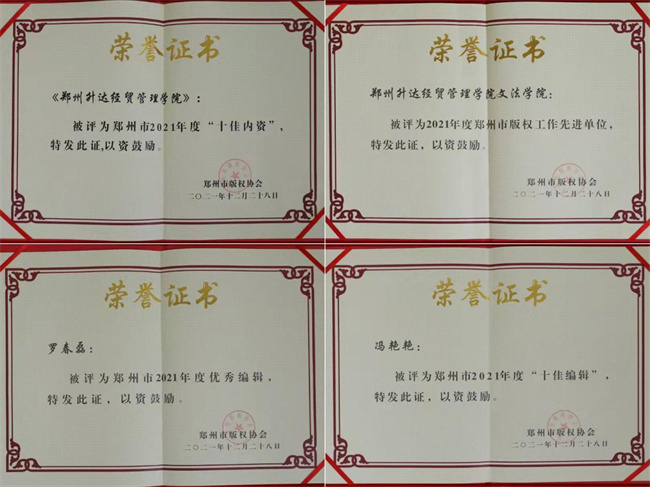 荣誉证书
《郑州升达经贸管理学院》：
被评为郑州市2021年度“十佳内资”，
特发此证,以资鼓励。
郑州市版权协会
二〇二一年十二月二十八日
荣誉证书
郑州升达经贸管理学院文法学院：
被评为2021年度郑州市版权工作先进单位，
特发此证，以资鼓励。
郑州市版权协会
二〇二一年十二月二十八日
荣誉证书
罗春磊：
被评为郑州市2021年度优秀编辑，
特发此证，以资鼓励。
郑州市版权协会
二〇二一年十二月二十八日
荣誉证书
冯艳艳：
被评为郑州市2021年度“十佳编辑”，
特发此证，以资鼓励。
郑州市版权协会
二〇二一年十二月二十八日